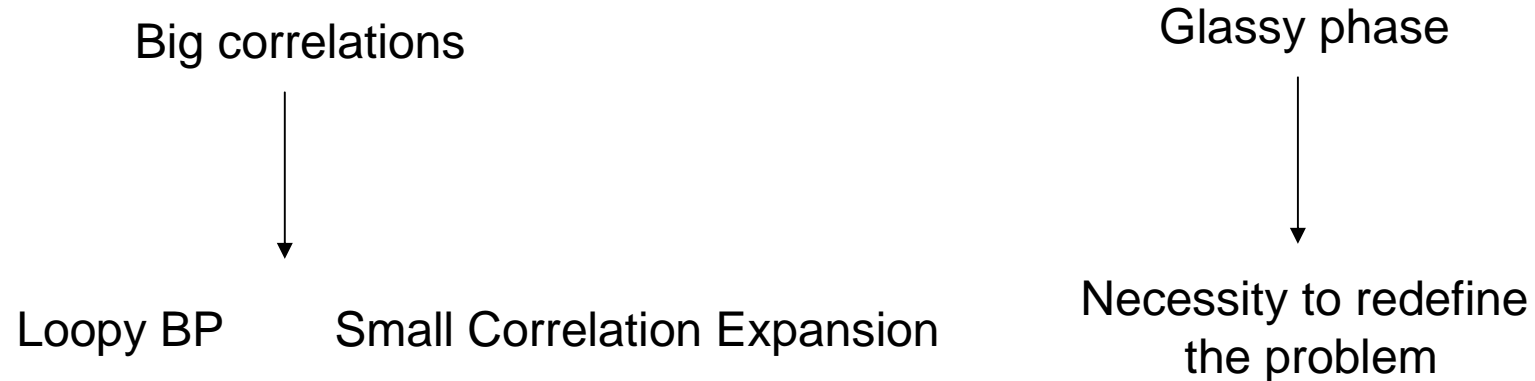 Big correlations
Glassy phase
Loopy BP
Small Correlation Expansion
Necessity to redefine
the problem